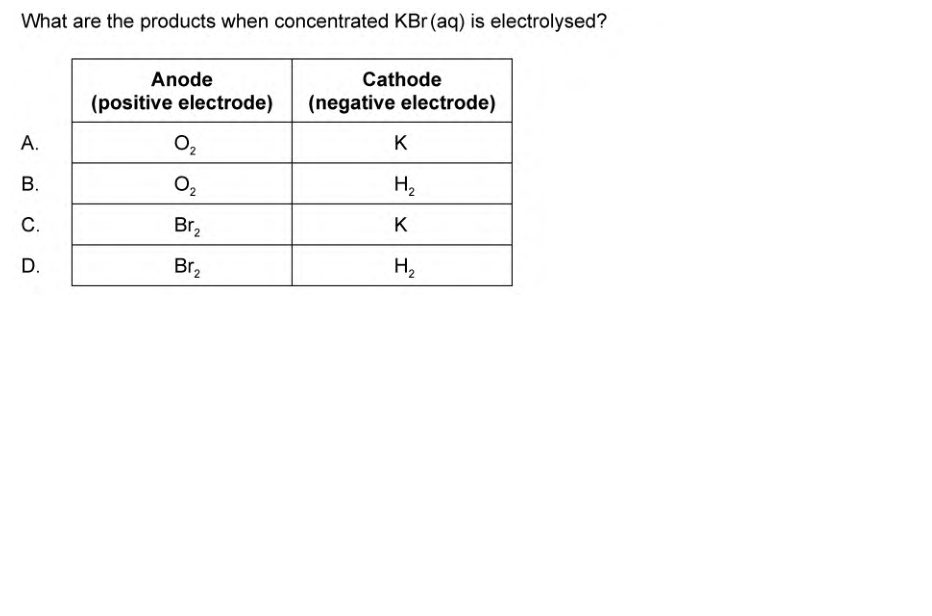 What are the products when concentrated KBr(aq) is electrolysed?
Anode Cathode
(positive electrode) (negative electrode)
A. O₂ K
B. O₂ H₂
C. Br₂ K
D. Br₂ H₂